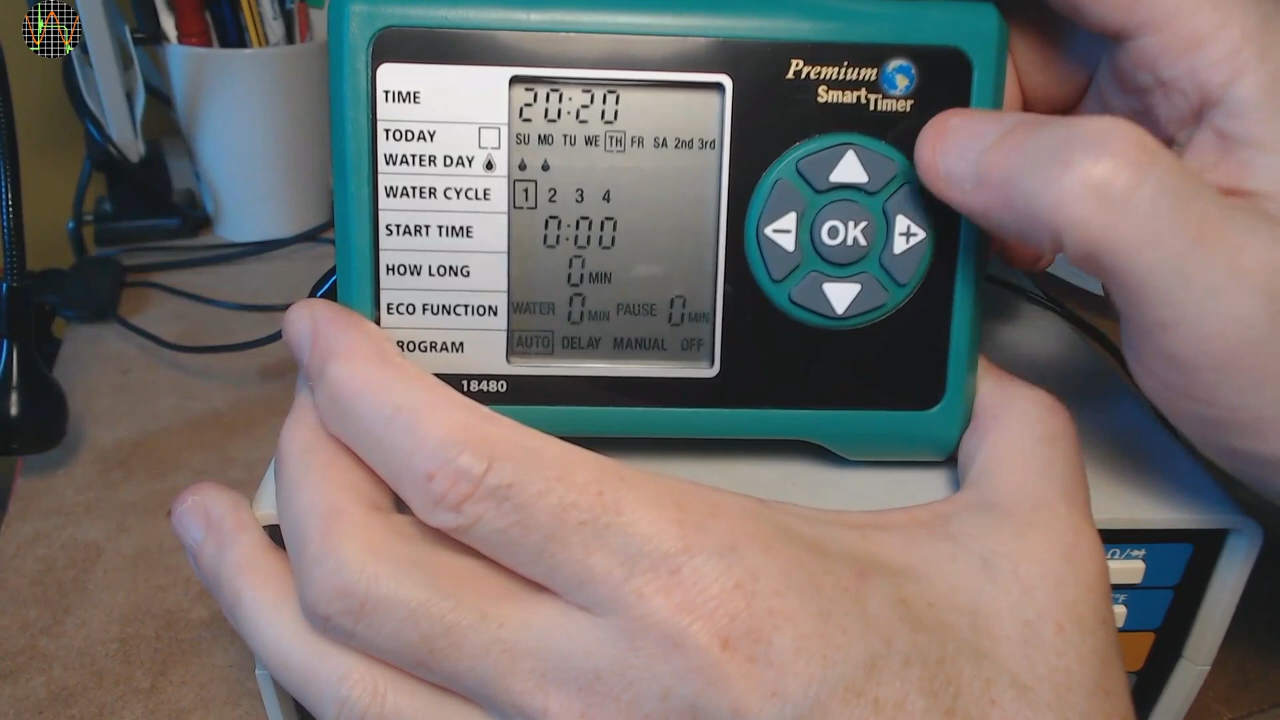 Premium
SmartTimer
TIME 20:20
TODAY SU MO TU WE TH FR SA 2nd 3rd
WATER DAY
WATER CYCLE 1 2 3 4
START TIME 0:00
HOW LONG 0 MIN
ECO FUNCTION WATER 0 MIN PAUSE 0 MIN
ROGRAM AUTO DELAY MANUAL OFF
18480
OK
Ω/
°F